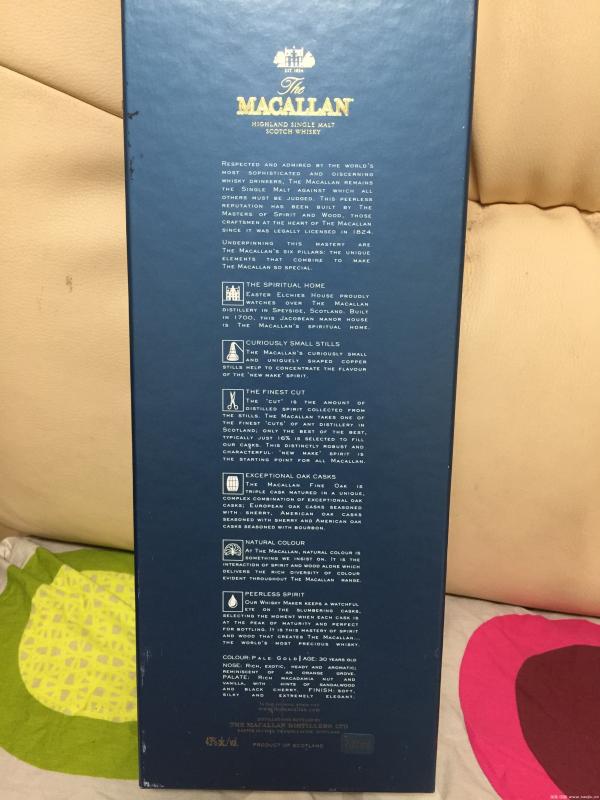 EST. 1824
The
MACALLAN
HIGHLAND SINGLE MALT
SCOTCH WHISKY
RESPECTED AND ADMIRED BY THE WORLD'S
MOST SOPHISTICATED AND DISCERNING
WHISKY DRINKERS, THE MACALLAN REMAINS
THE SINGLE MALT AGAINST WHICH ALL
OTHERS MUST BE JUDGED. THIS PEERLESS
REPUTATION HAS BEEN BUILT BY THE
MASTERS OF SPIRIT AND WOOD, THOSE
CRAFTSMEN AT THE HEART OF THE MACALLAN
SINCE IT WAS LEGALLY LICENSED IN 1824.
UNDERPINNING THIS MASTERY ARE
THE MACALLAN'S SIX PILLARS: THE UNIQUE
ELEMENTS THAT COMBINE TO MAKE
THE MACALLAN SO SPECIAL.
THE SPIRITUAL HOME
EASTER ELCHIES HOUSE PROUDLY
WATCHES OVER THE MACALLAN
DISTILLERY IN SPEYSIDE, SCOTLAND. BUILT
IN 1700, THIS JACOBEAN MANOR HOUSE
IS THE MACALLAN'S SPIRITUAL HOME.
CURIOUSLY SMALL STILLS
THE MACALLAN'S CURIOUSLY SMALL
AND UNIQUELY SHAPED COPPER
STILLS HELP TO CONCENTRATE THE FLAVOUR
OF THE 'NEW MAKE' SPIRIT.
THE FINEST CUT
THE 'CUT' IS THE AMOUNT OF
DISTILLED SPIRIT COLLECTED FROM
THE STILLS. THE MACALLAN TAKES ONE OF
THE FINEST 'CUTS' OF ANY DISTILLERY IN
SCOTLAND; ONLY THE BEST OF THE BEST,
TYPICALLY JUST 16% IS SELECTED TO FILL
OUR CASKS. THIS DISTINCTLY ROBUST AND
CHARACTERFUL 'NEW MAKE' SPIRIT IS
THE STARTING POINT FOR ALL MACALLAN.
EXCEPTIONAL OAK CASKS
THE MACALLAN FINE OAK IS
TRIPLE CASK MATURED IN A UNIQUE,
COMPLEX COMBINATION OF EXCEPTIONAL OAK
CASKS; EUROPEAN OAK CASKS SEASONED
WITH SHERRY, AMERICAN OAK CASKS
SEASONED WITH SHERRY AND AMERICAN OAK
CASKS SEASONED WITH BOURBON.
NATURAL COLOUR
AT THE MACALLAN, NATURAL COLOUR IS
SOMETHING WE INSIST ON. IT IS THE
INTERACTION OF SPIRIT AND WOOD ALONE WHICH
DELIVERS THE RICH DIVERSITY OF COLOUR
EVIDENT THROUGHOUT THE MACALLAN RANGE.
PEERLESS SPIRIT
OUR WHISKY MAKER KEEPS A WATCHFUL
EYE ON THE SLUMBERING CASKS,
SELECTING THE MOMENT WHEN EACH CASK IS
AT THE PEAK OF MATURITY AND PERFECT
FOR BOTTLING. IT IS THIS MASTERY OF SPIRIT
AND WOOD THAT CREATES THE MACALLAN...
THE WORLD'S MOST PRECIOUS WHISKY.
COLOUR: PALE GOLD | AGE: 30 YEARS OLD
NOSE: RICH, EXOTIC, HEADY AND AROMATIC;
REMINISCENT OF AN ORANGE GROVE.
PALATE: RICH MACADAMIA NUT AND
VANILLA, WITH HINTS OF SANDALWOOD
AND BLACK CHERRY. FINISH: SOFT,
SILKY AND EXTREMELY ELEGANT.
www.themacallan.com
DISTILLED AND BOTTLED BY
THE MACALLAN DISTILLERS LTD
43% alc./vol.
PRODUCT OF SCOTLAND
700ml